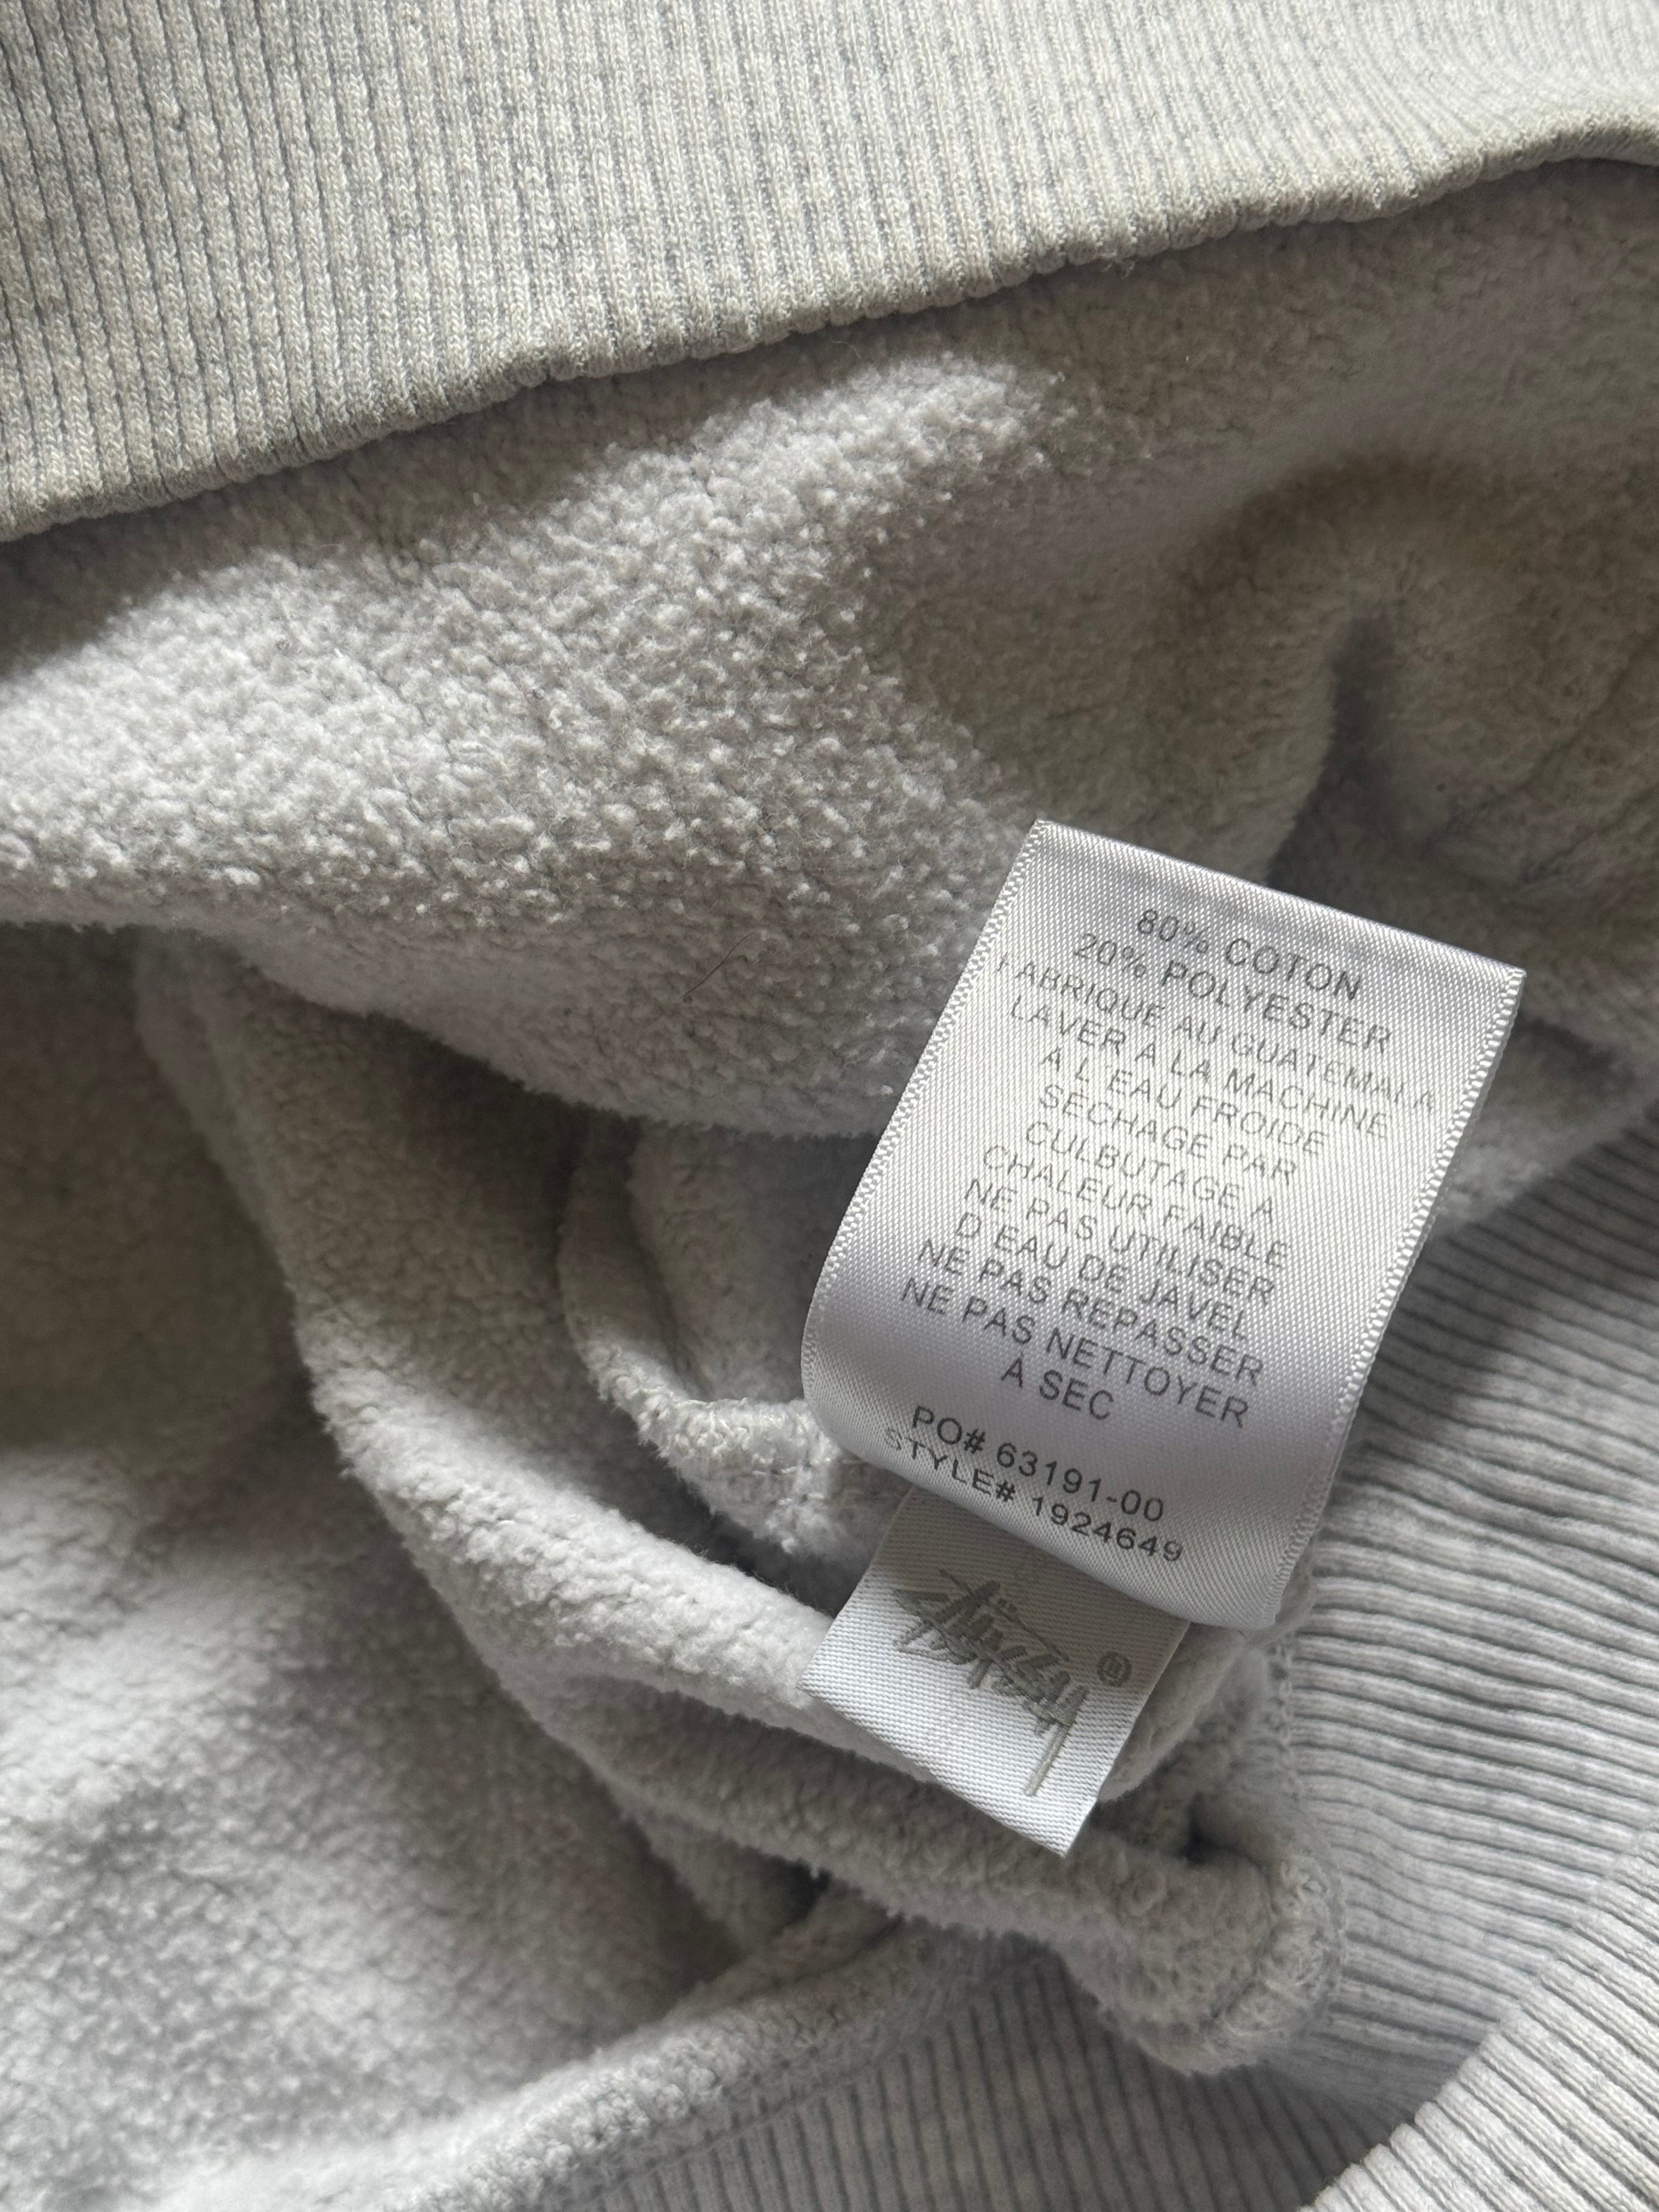 80% COTON
20% POLYESTER
FABRIQUE AU GUATEMALA
LAVER A LA MACHINE
A L EAU FROIDE
SECHAGE PAR
CULBUTAGE A
CHALEUR FAIBLE
NE PAS UTILISER
D'EAU DE JAVEL
NE PAS REPASSER
NE PAS NETTOYER
A SEC
PO# 63191-00
STYLE# 1924649
Stüssy ®